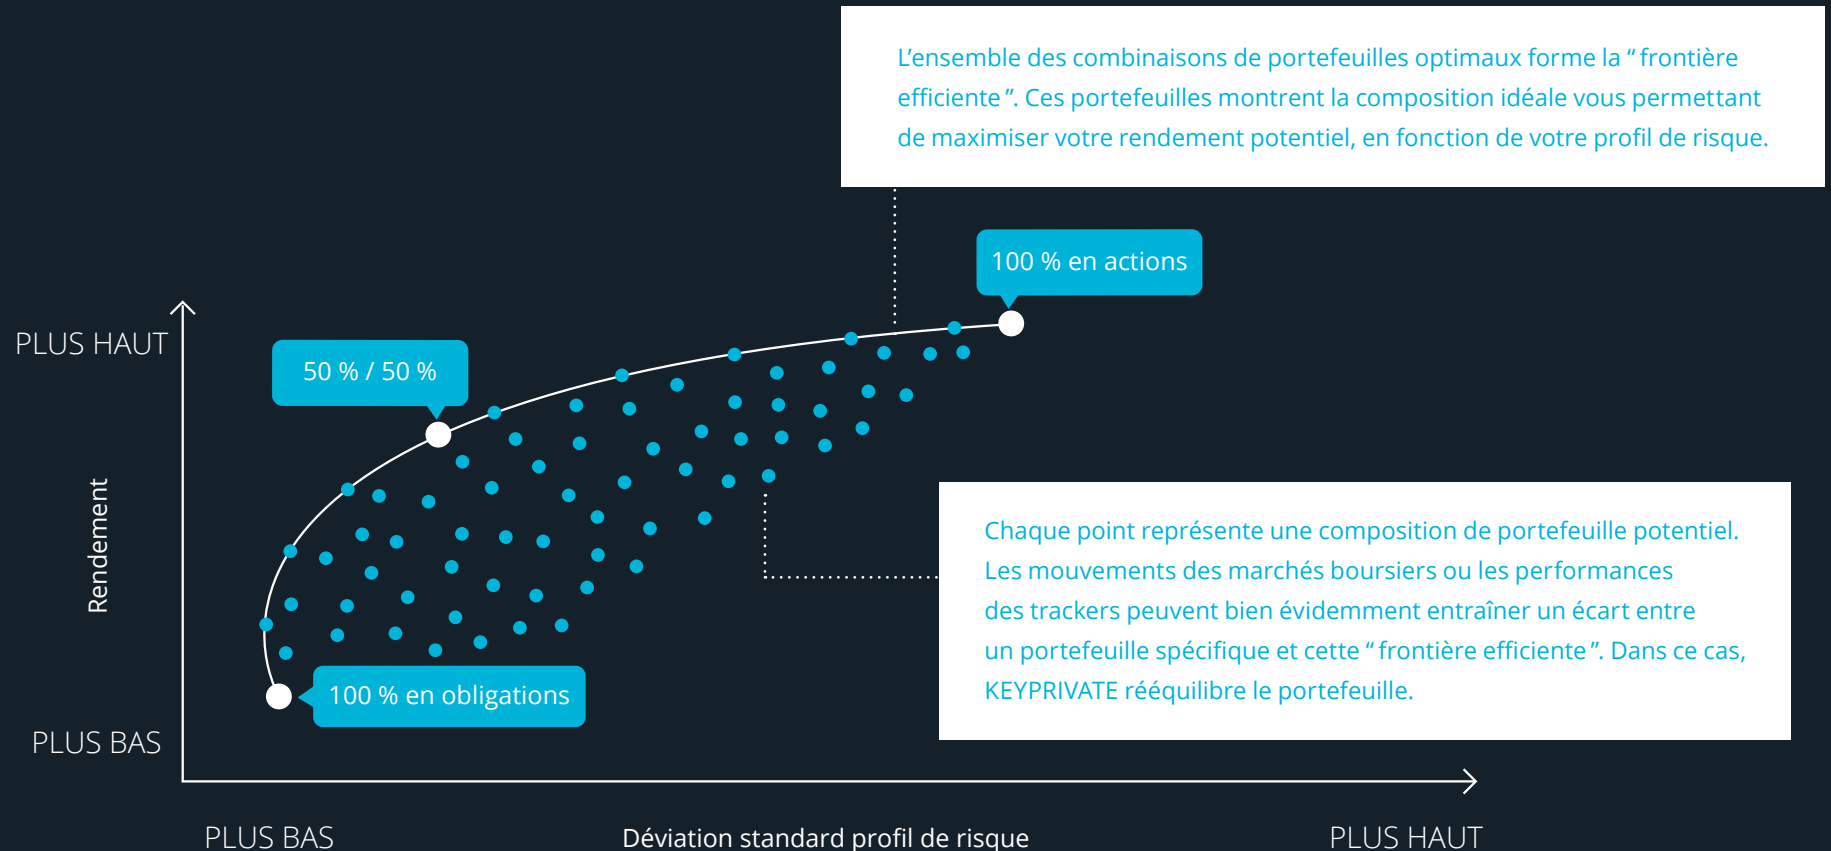 L’ensemble des combinaisons de portefeuilles optimaux forme la “ frontière
efficiente ”. Ces portefeuilles montrent la composition idéale vous permettant
de maximiser votre rendement potentiel, en fonction de votre profil de risque.
100 % en actions
PLUS HAUT
50 % / 50 %
Rendement
Chaque point représente une composition de portefeuille potentiel.
Les mouvements des marchés boursiers ou les performances
des trackers peuvent bien évidemment entraîner un écart entre
un portefeuille spécifique et cette “ frontière efficiente ”. Dans ce cas,
KEYPRIVATE rééquilibre le portefeuille.
100 % en obligations
PLUS BAS
PLUS BAS
Déviation standard profil de risque
PLUS HAUT